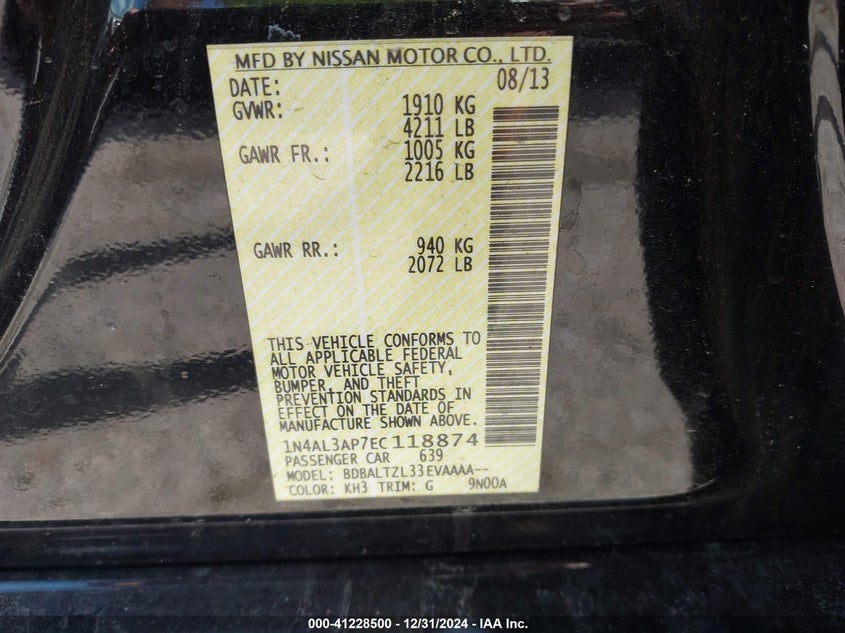 MFD BY NISSAN MOTOR CO., LTD.
DATE: 08/13
GVWR: 1910 KG
4211 LB
GAWR FR.: 1005 KG
2216 LB
GAWR RR.: 940 KG
2072 LB
THIS VEHICLE CONFORMS TO
ALL APPLICABLE FEDERAL
MOTOR VEHICLE SAFETY,
BUMPER, AND THEFT
PREVENTION STANDARDS IN
EFFECT ON THE DATE OF
MANUFACTURE SHOWN ABOVE.
1N4AL3AP7EC118874
PASSENGER CAR 639
MODEL: BDBALTZL33EVAAAA--
COLOR: KH3 TRIM: G 9N00A
000-41228500 - 12/31/2024 - IAA Inc.